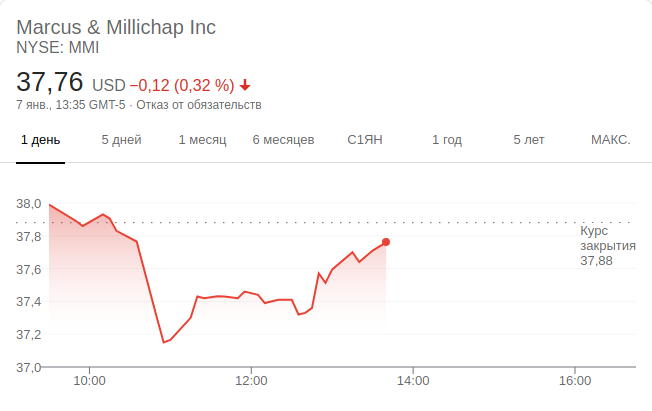 Marcus & Millichap Inc
NYSE: MMI
37,76 USD −0,12 (0,32 %)
7 янв., 13:35 GMT-5 · Отказ от обязательств
1 день 5 дней 1 месяц 6 месяцев С1ЯН 1 год 5 лет МАКС.
38,0
37,8
37,6
37,4
37,2
37,0
Курс
закрытия
37,88
10:00 12:00 14:00 16:00